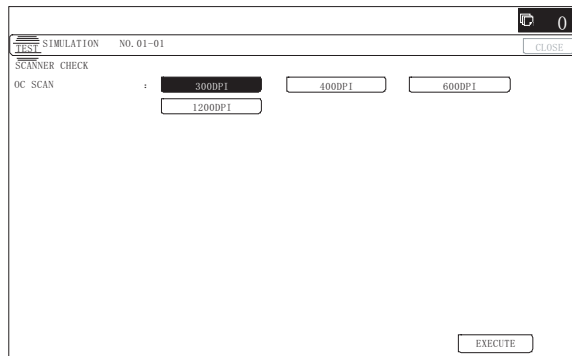 0
TEST SIMULATION NO.01-01 CLOSE
SCANNER CHECK
OC SCAN : 300DPI 400DPI 600DPI
1200DPI
EXECUTE